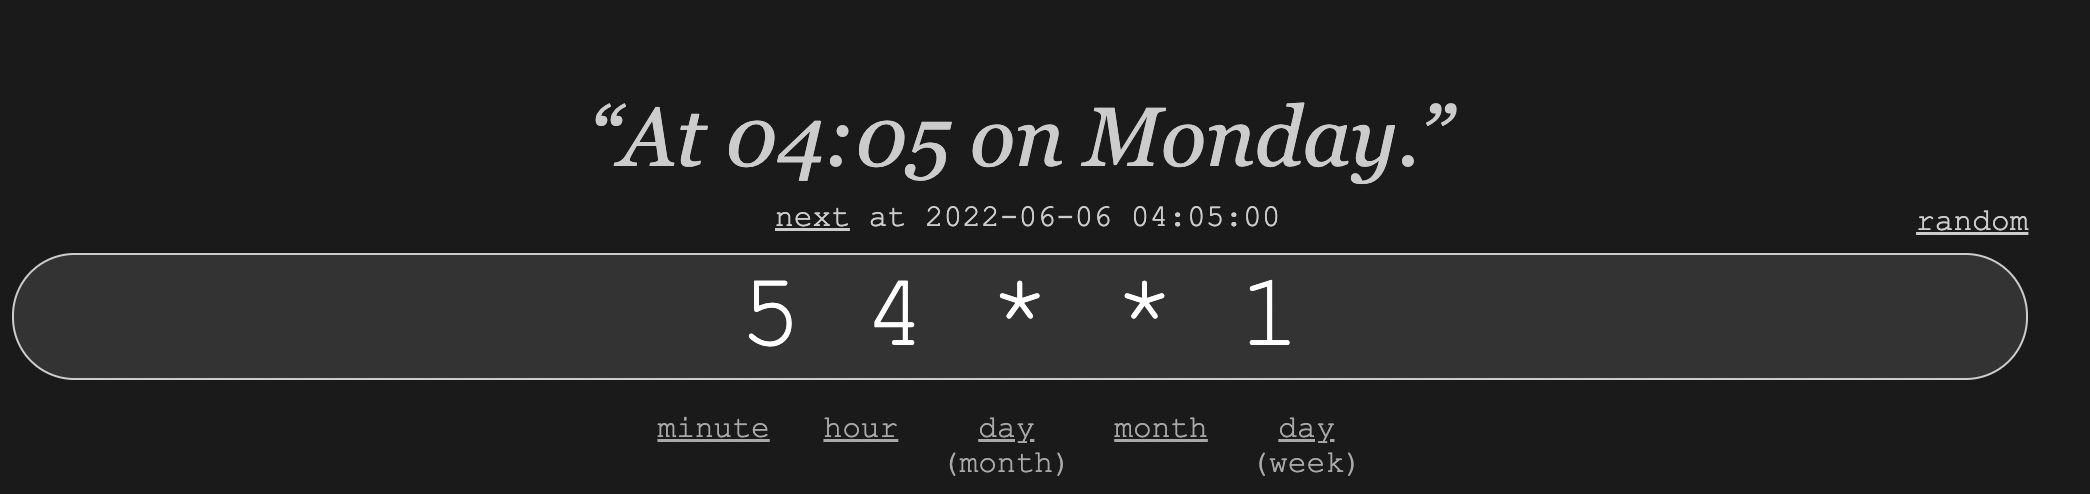 “At 04:05 on Monday.”
next at 2022-06-06 04:05:00
random
5 4 * * 1
minute hour day month day
(month) (week)